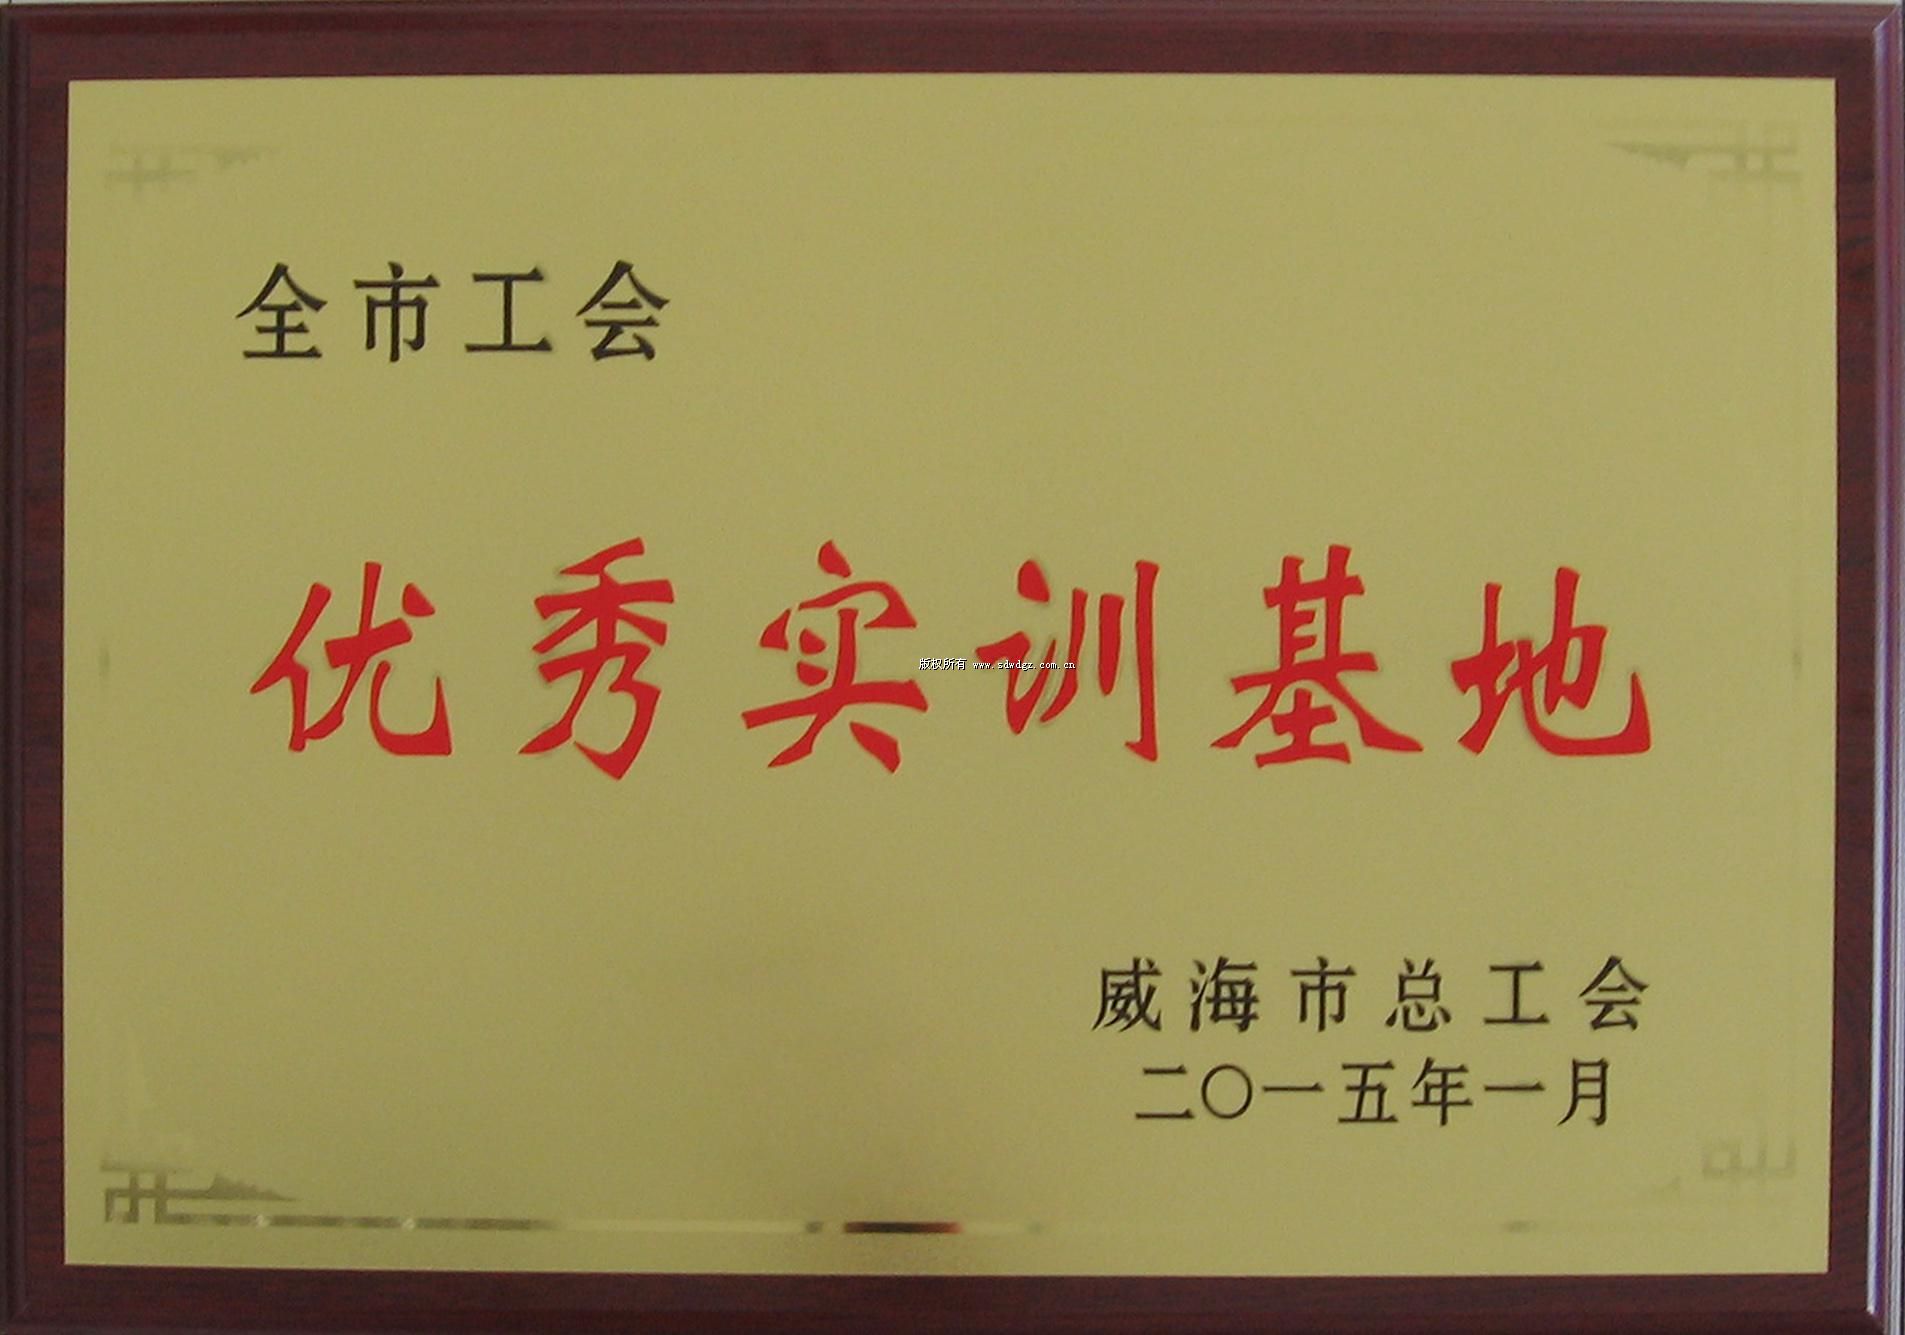 全市工会
优秀实训基地
版权所有 www.sdwdgz.com.cn
威海市总工会
二〇一五年一月